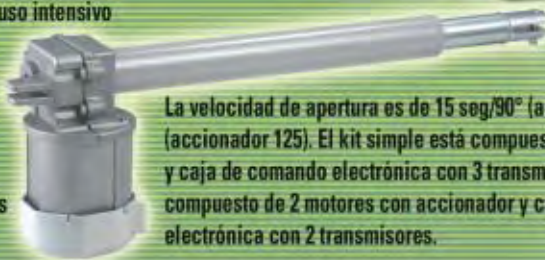 uso intensivo
La velocidad de apertura es de 15 seg/90° (a
(accionador 125). El kit simple está compues
y caja de comando electrónica con 3 transm
s
compuesto de 2 motores con accionador y c
electrónica con 2 transmisores.